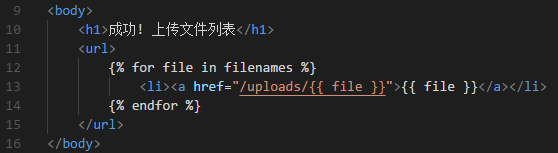 9 <body>
10 <h1>成功! 上传文件列表</h1>
11 <url>
12 {% for file in filenames %}
13 <li><a href="/uploads/{{ file }}">{{ file }}</a></li>
14 {% endfor %}
15 </url>
16 </body>